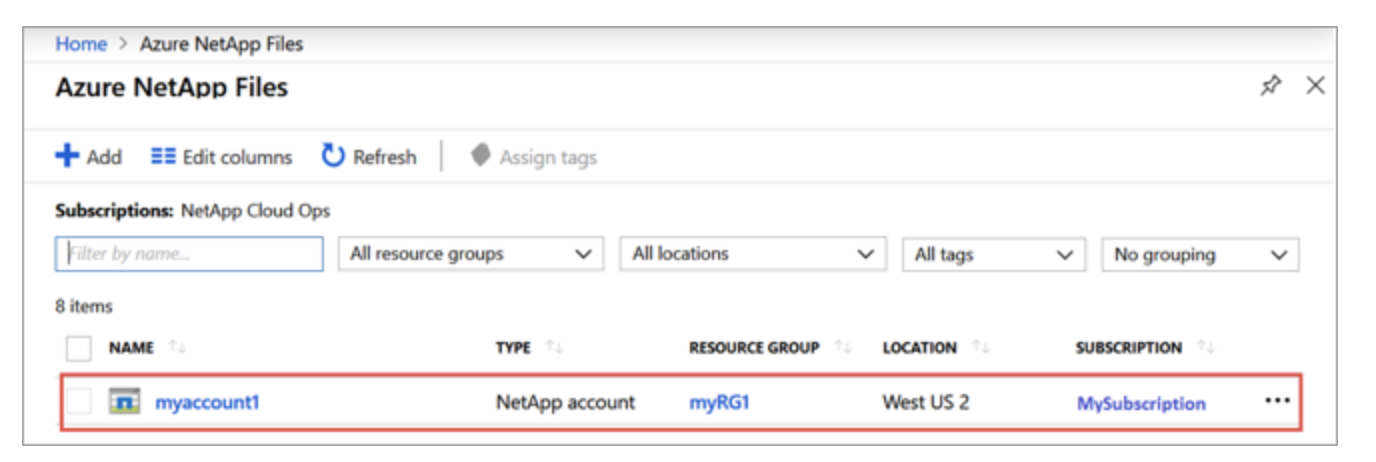 Home > Azure NetApp Files
Azure NetApp Files
Add Edit columns Refresh Assign tags
Subscriptions: NetApp Cloud Ops
Filter by name... All resource groups All locations All tags No grouping
8 items
NAME TYPE RESOURCE GROUP LOCATION SUBSCRIPTION
myaccount1 NetApp account myRG1 West US 2 MySubscription ...